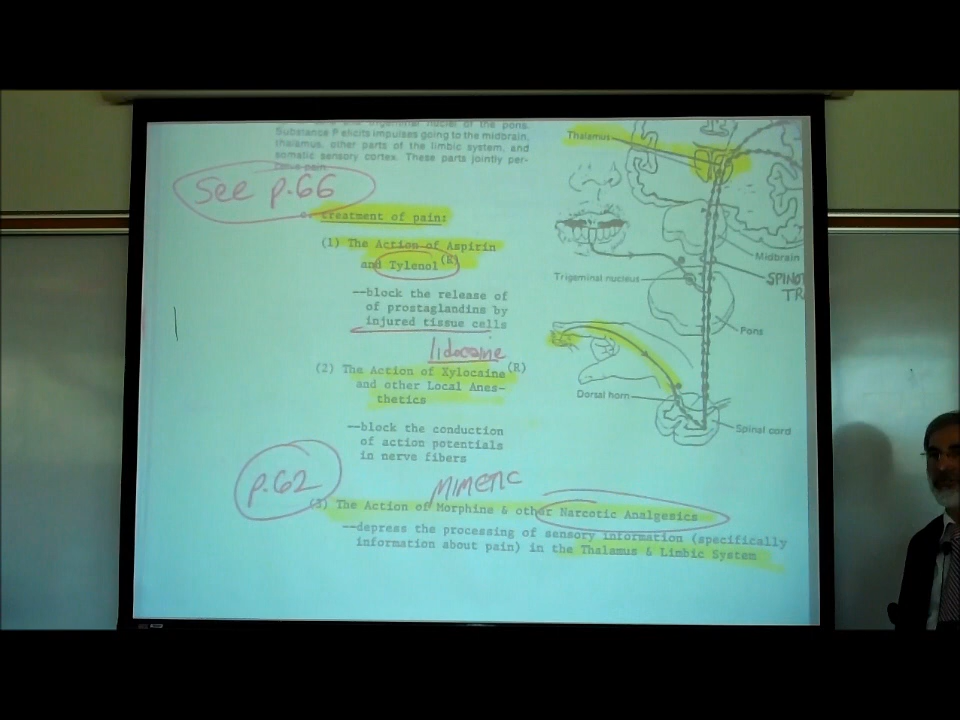 of the pons.
Substance P elicits impulses going to the midbrain,
thalamus, other parts of the limbic system, and
somatic sensory cortex. These parts jointly per-
See p.66
treatment of pain:
(1) The Action of Aspirin
and Tylenol(R)
--block the release of
of prostaglandins by
injured tissue cells
lidocaine
(2) The Action of Xylocaine(R)
and other Local Anes-
thetics
--block the conduction
of action potentials
in nerve fibers
p.62
MIMETIC
(3) The Action of Morphine & other Narcotic Analgesics
--depress the processing of sensory information (specifically
information about pain) in the Thalamus & Limbic System
Thalamus
Midbrain
Trigeminal nucleus
SPINO
TR
Pons
Dorsal horn
Spinal cord